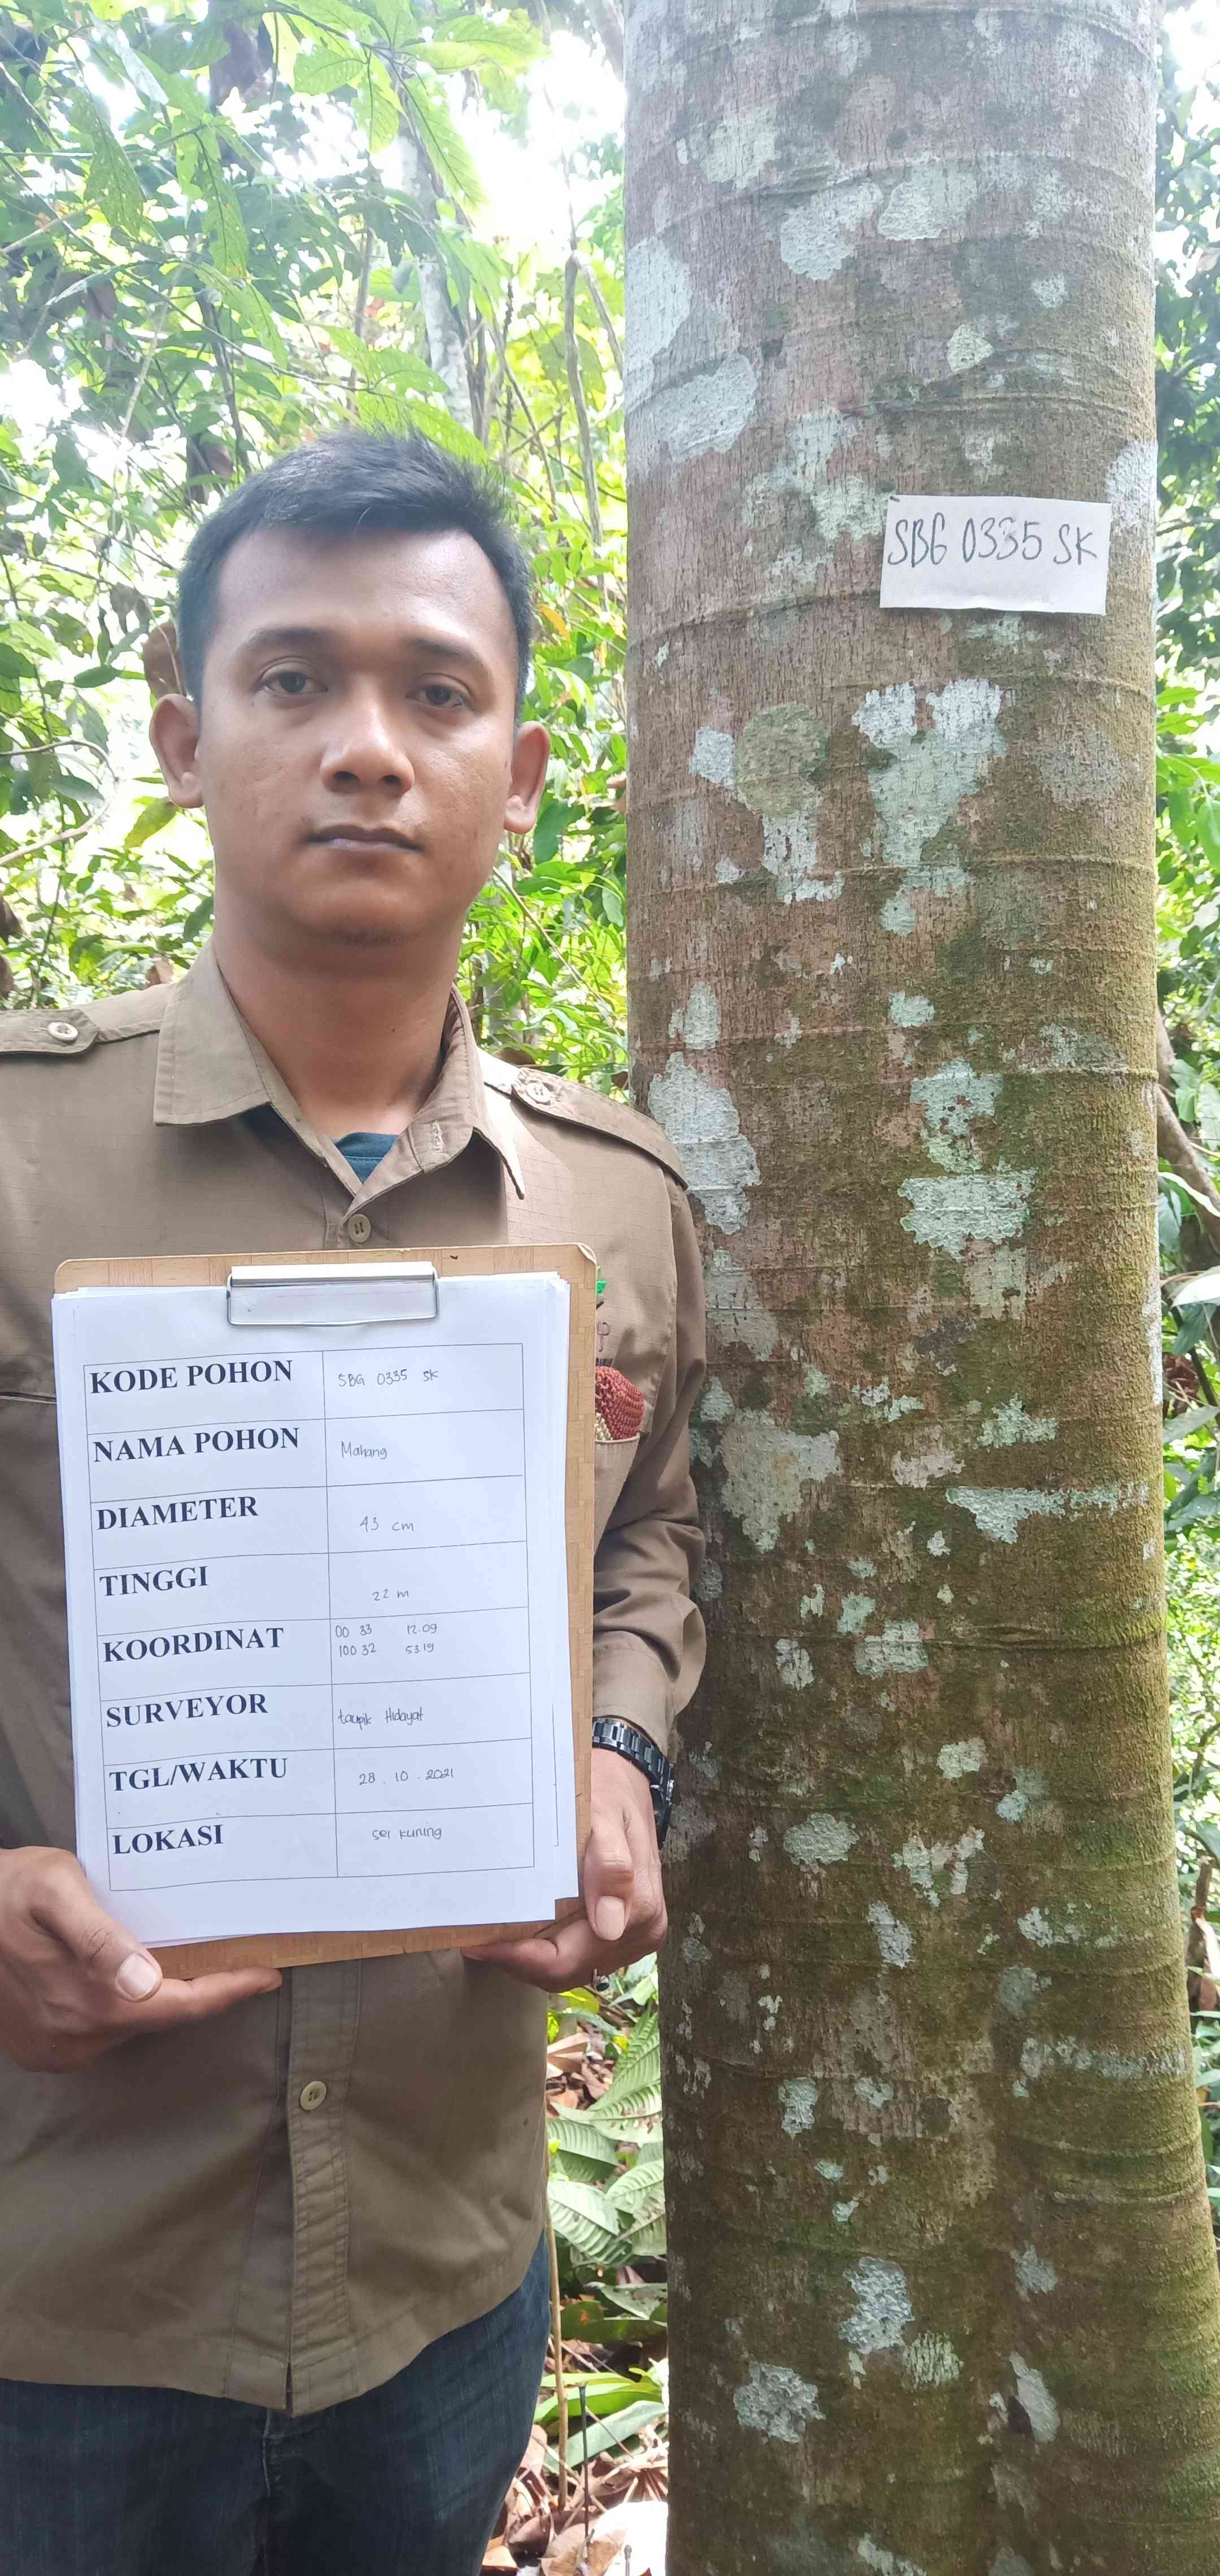 SBG 0335 SK
KODE POHON SBG 0335 SK
NAMA POHON Mahang
DIAMETER 43 cm
TINGGI 22 m
KOORDINAT 00 33 12.09
100 32 53.19
SURVEYOR taupik Hidayat
TGL/WAKTU 28 . 10 . 2021
LOKASI sei kuning